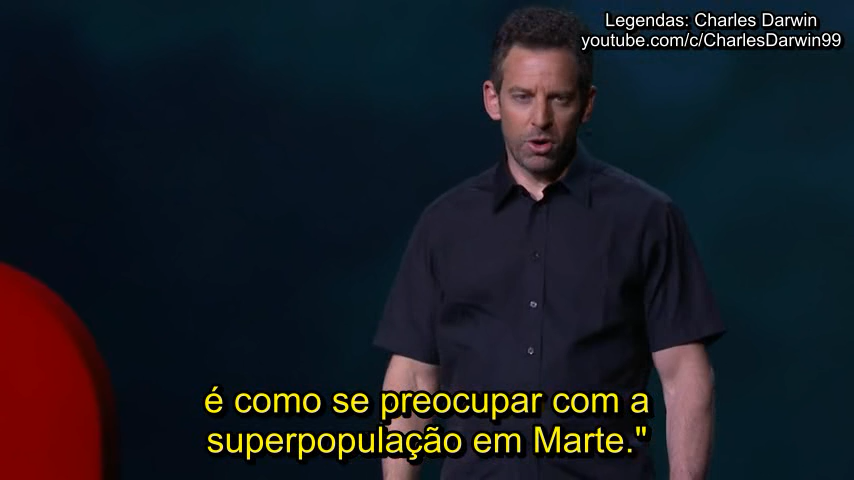 Legendas: Charles Darwin
youtube.com/c/CharlesDarwin99
é como se preocupar com a
superpopulação em Marte."